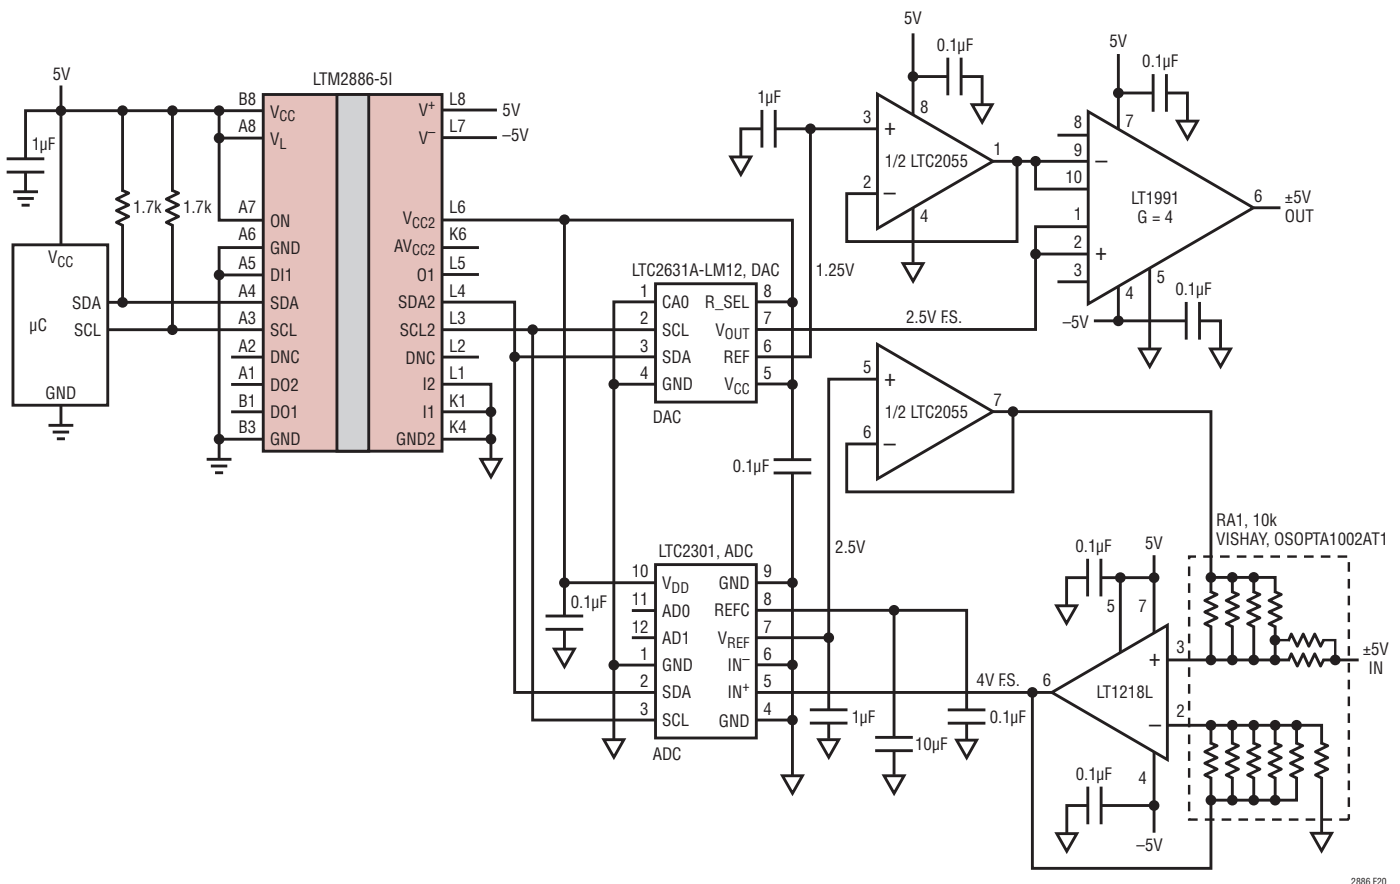 5V
1µF
1.7k
1.7k
VCC
SDA
SCL
µC
GND
LTM2886-5I
B8
A8
A7
A6
A5
A4
A3
A2
A1
B1
B3
VCC
VL
ON
GND
DI1
SDA
SCL
DNC
DO2
DO1
GND
V+
V–
VCC2
AVCC2
O1
SDA2
SCL2
DNC
I2
I1
GND2
L8
L7
L6
K6
L5
L4
L3
L2
L1
K1
K4
5V
–5V
LTC2631A-LM12, DAC
1
2
3
4
CA0
SCL
SDA
GND
R_SEL
VOUT
REF
VCC
8
7
6
5
DAC
1µF
1.25V
2.5V F.S.
5V
0.1µF
3
2
+
–
8
4
1
1/2 LTC2055
5V
0.1µF
7
8
9
10
1
2
3
–
+
LT1991
G = 4
6
±5V
OUT
5
4
0.1µF
–5V
5
6
+
–
1/2 LTC2055
7
0.1µF
2.5V
LTC2301, ADC
10
11
12
1
2
3
VDD
AD0
AD1
GND
SDA
SCL
GND
REFC
VREF
IN–
IN+
GND
9
8
7
6
5
4
ADC
0.1µF
1µF
10µF
0.1µF
4V F.S.
RA1, 10k
VISHAY, OSOPTA1002AT1
0.1µF
5V
5
7
6
LT1218L
+
–
3
2
4
±5V
IN
0.1µF
–5V
2886 F20